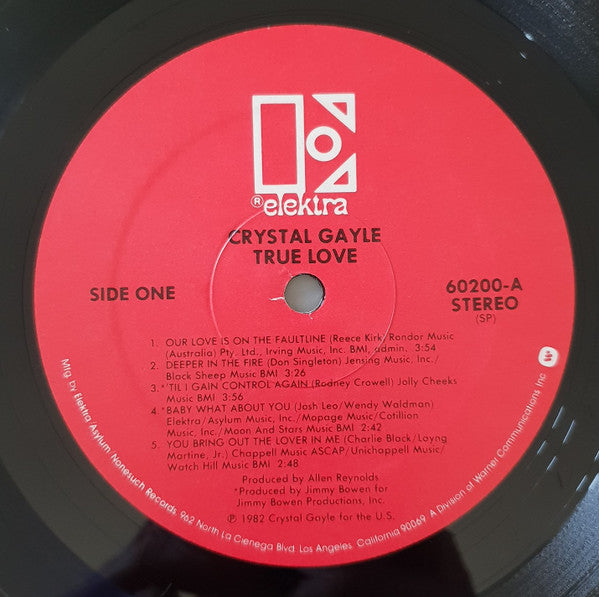 ® elektra
CRYSTAL GAYLE
TRUE LOVE
SIDE ONE
60200-A
STEREO
(SP)
1. OUR LOVE IS ON THE FAULTLINE (Reece Kirk) Rondor Music
(Australia) Pty. Ltd., Irving Music, Inc. BMI, admin. 3:54
2. DEEPER IN THE FIRE (Don Singleton) Jensing Music, Inc./
Black Sheep Music BMI 3:26
3. *'TIL I GAIN CONTROL AGAIN (Rodney Crowell) Jolly Cheeks
Music BMI 3:56
4. *BABY WHAT ABOUT YOU (Josh Leo/Wendy Waldman)
Elektra/Asylum Music, Inc./Mopage Music/Cotillion
Music, Inc./Moon And Stars Music BMI 2:42
5. YOU BRING OUT THE LOVER IN ME (Charlie Black/Layng
Martine, Jr.) Chappell Music ASCAP/Unichappell Music/
Watch Hill Music BMI 2:48
Produced by Allen Reynolds
*Produced by Jimmy Bowen for
Jimmy Bowen Productions, Inc.
℗ 1982 Crystal Gayle for the U.S.
Mfg. by Elektra/Asylum/Nonesuch Records, 962 North La Cienega Blvd. Los Angeles, California 90069. A Division of Warner Communications Inc.